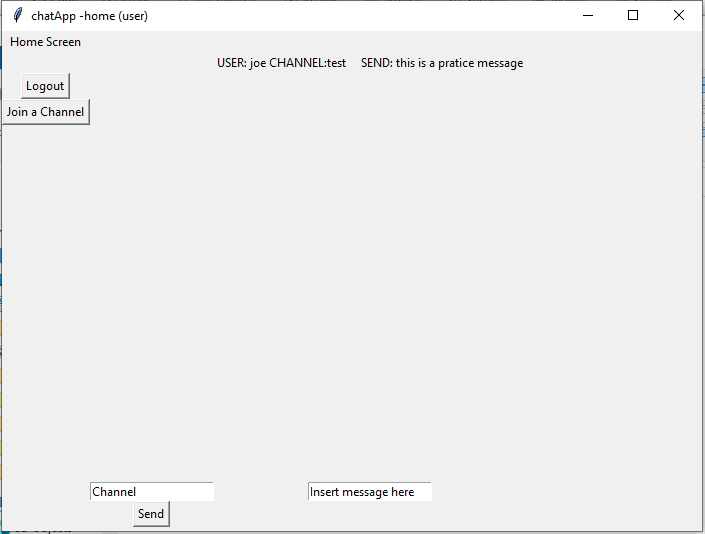 chatApp -home (user)
Home Screen
USER: joe CHANNEL:test SEND: this is a pratice message
Logout
Join a Channel
Channel
Insert message here
Send